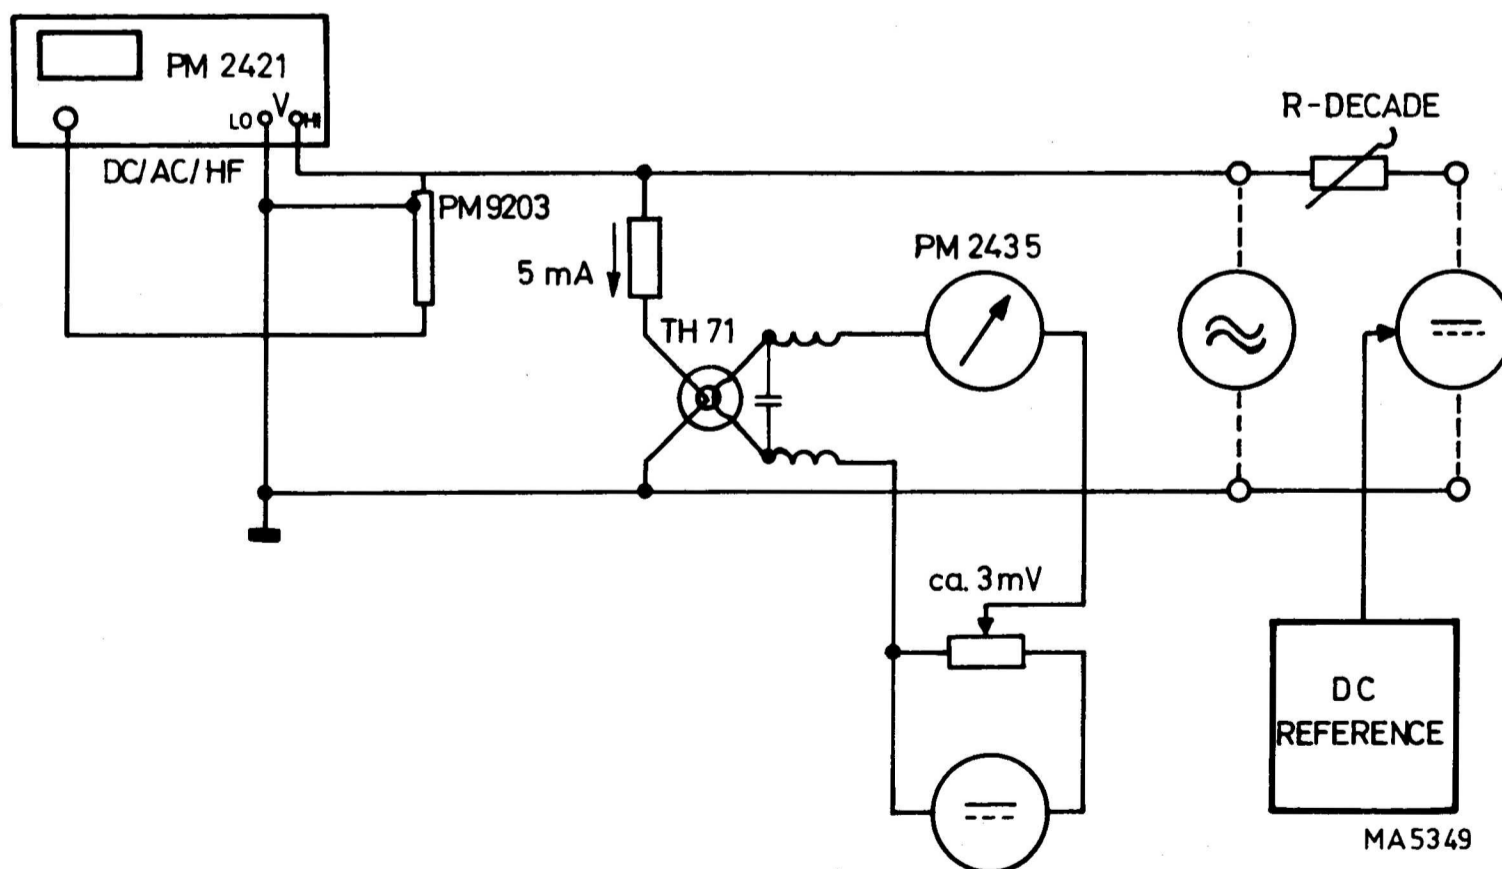 PM 2421
LO V HI
DC/AC/HF
PM 9203
R-DECADE
5 mA
PM 2435
TH 71
ca. 3mV
DC
REFERENCE
MA5349